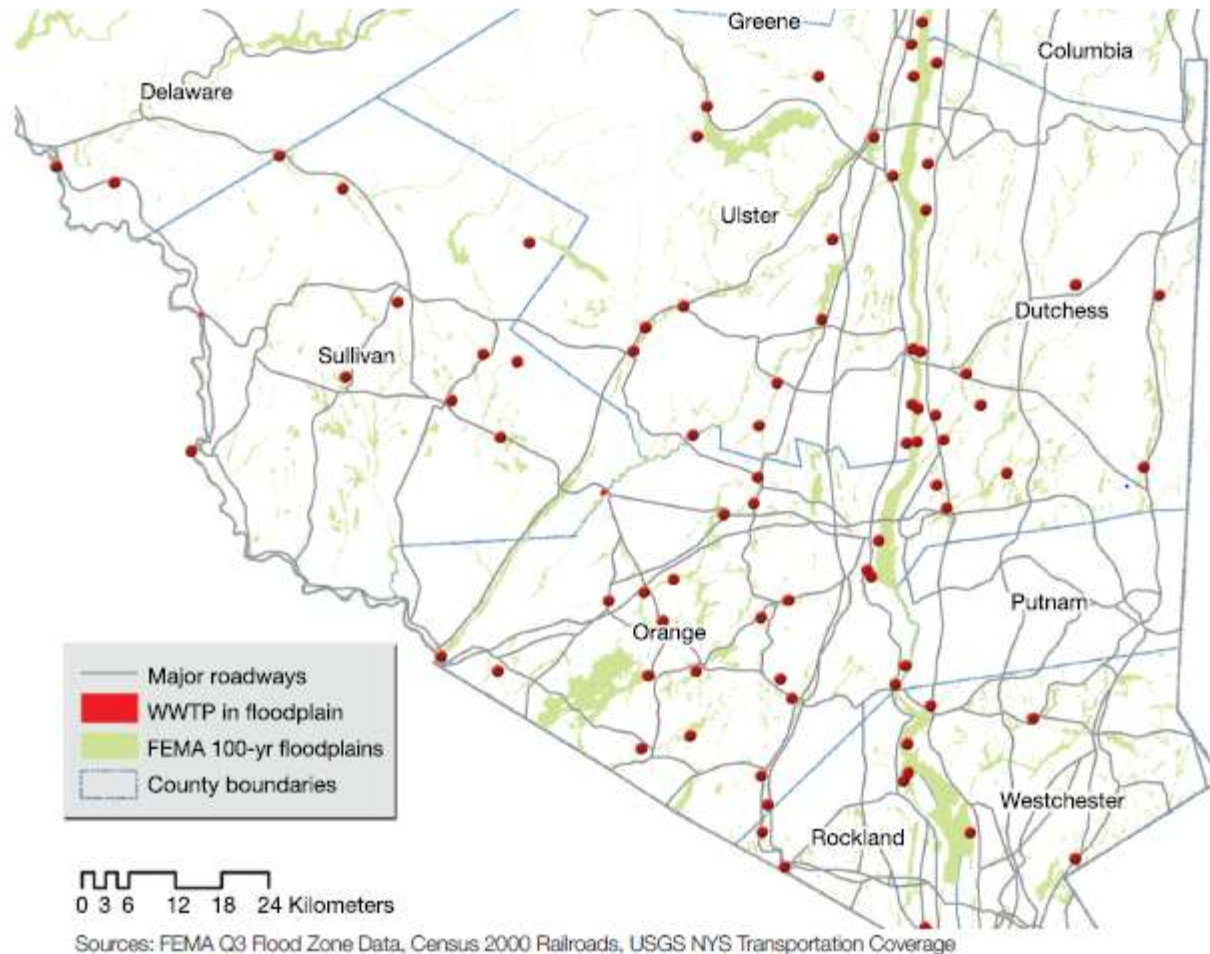 Greene
Columbia
Delaware
Ulster
Dutchess
Sullivan
Putnam
Orange
Westchester
Rockland
Major roadways
WWTP in floodplain
FEMA 100-yr floodplains
County boundaries
0 3 6 12 18 24 Kilometers
Sources: FEMA Q3 Flood Zone Data, Census 2000 Railroads, USGS NYS Transportation Coverage